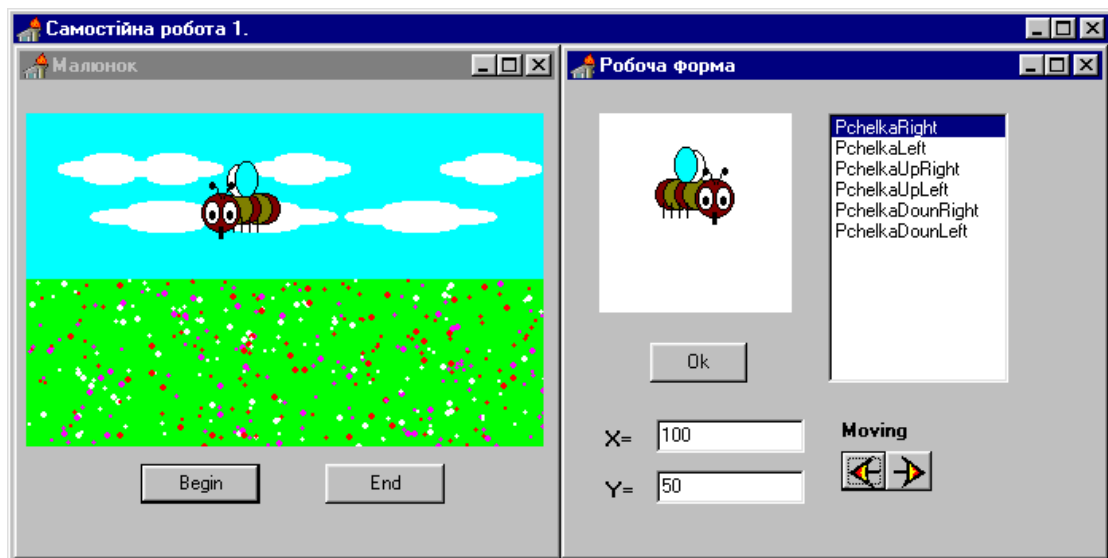 Самостійна робота 1.
Малюнок
Begin
End
Робоча форма
PchelkaRight
PchelkaLeft
PchelkaUpRight
PchelkaUpLeft
PchelkaDounRight
PchelkaDounLeft
Ok
X= 100
Y= 50
Moving